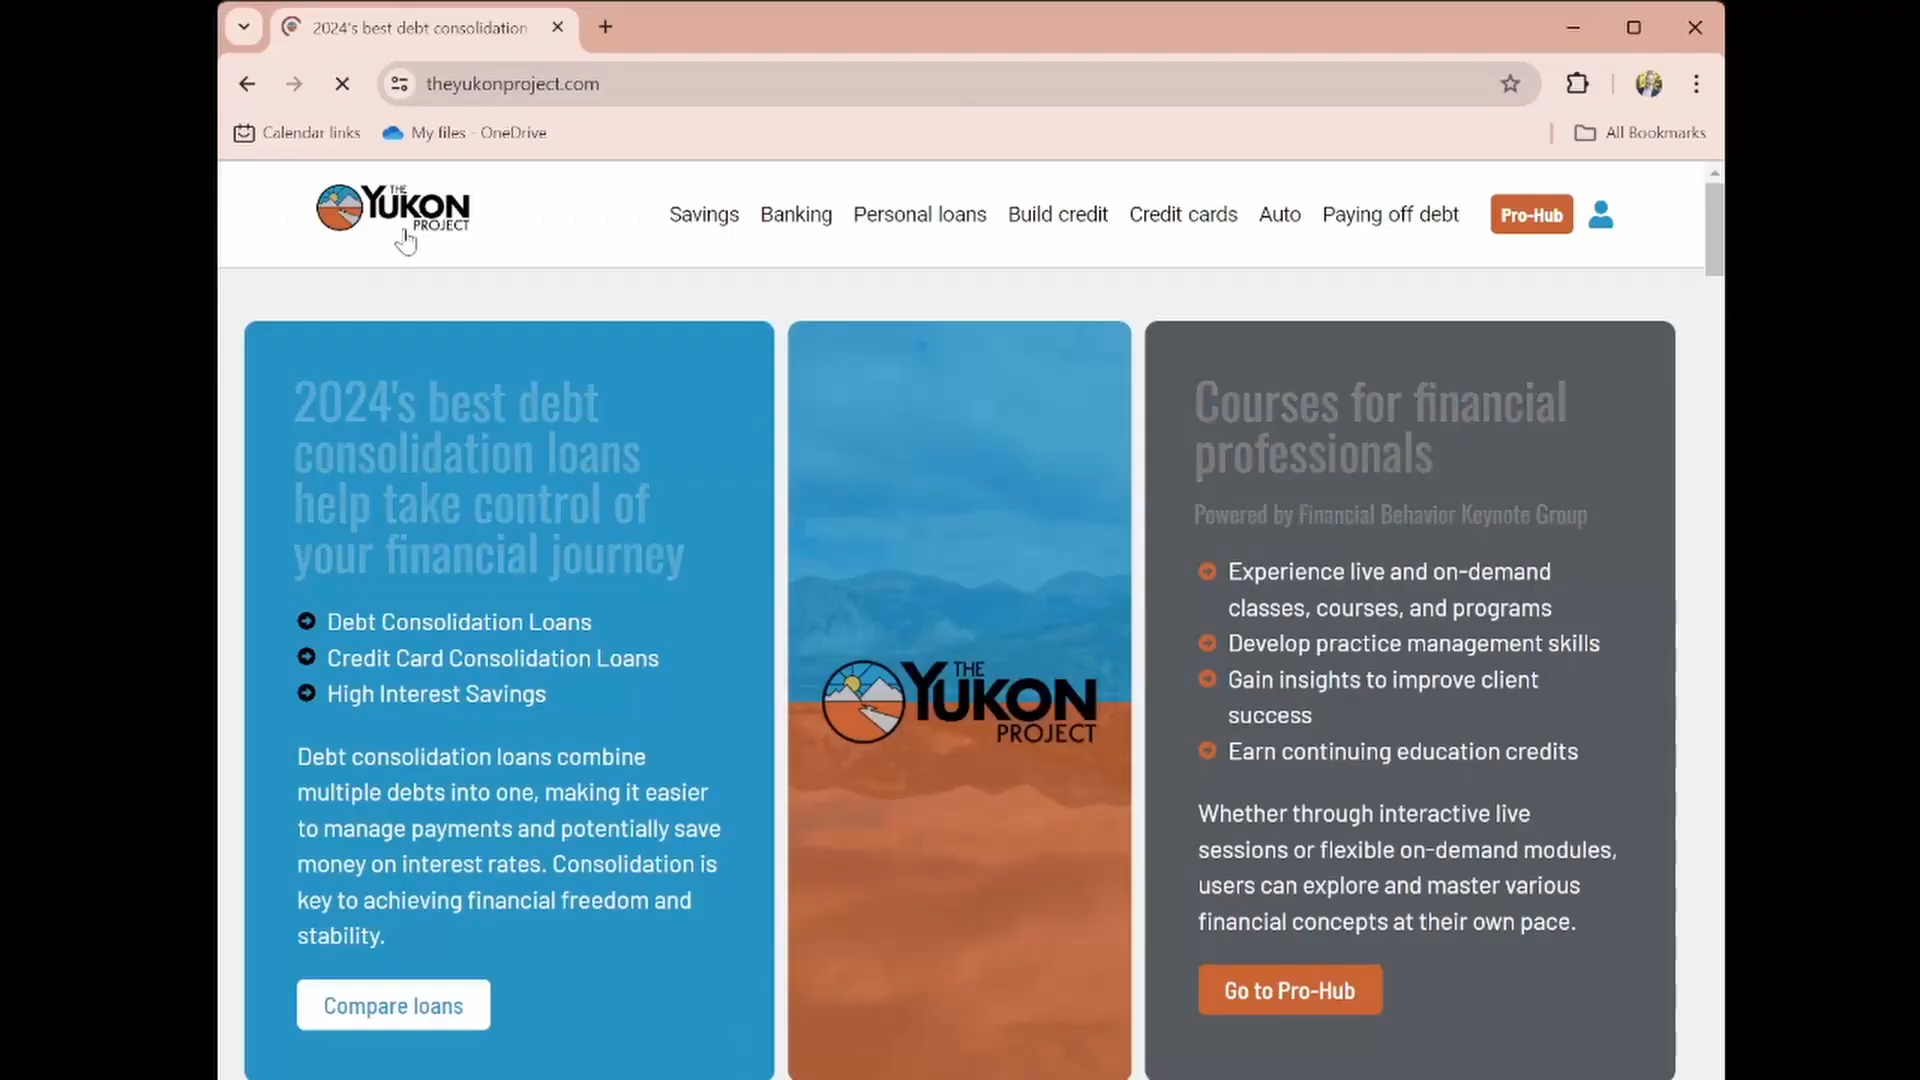 2024's best debt consolidation
theyukonproject.com
Calendar links
My files - OneDrive
All Bookmarks
THE
YUKON
PROJECT
Savings
Banking
Personal loans
Build credit
Credit cards
Auto
Paying off debt
Pro-Hub
2024's best debt
consolidation loans
help take control of
your financial journey
Debt Consolidation Loans
Credit Card Consolidation Loans
High Interest Savings
Debt consolidation loans combine
multiple debts into one, making it easier
to manage payments and potentially save
money on interest rates. Consolidation is
key to achieving financial freedom and
stability.
Compare loans
THE
YUKON
PROJECT
Courses for financial
professionals
Powered by Financial Behavior Keynote Group
Experience live and on-demand
classes, courses, and programs
Develop practice management skills
Gain insights to improve client
success
Earn continuing education credits
Whether through interactive live
sessions or flexible on-demand modules,
users can explore and master various
financial concepts at their own pace.
Go to Pro-Hub